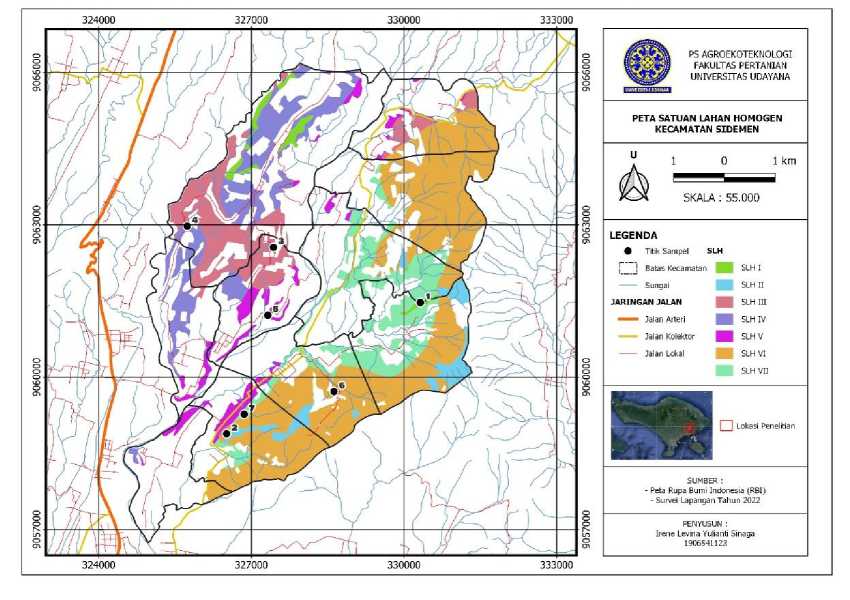 324000
327000
330000
333000
9066000
9066000
9063000
9063000
9060000
9060000
9057000
9057000
4
3
1
5
6
7
2
324000
327000
330000
333000
PS AGROEKOTEKNOLOGI
FAKULTAS PERTANIAN
UNIVERSITAS UDAYANA
PETA SATUAN LAHAN HOMOGEN
KECAMATAN SIDEMEN
U
1 0 1 km
SKALA : 55.000
LEGENDA
Titik Sampel
Batas Kecamatan
Sungai
JARINGAN JALAN
Jalan Arteri
Jalan Kolektor
Jalan Lokal
SLH
SLH I
SLH II
SLH III
SLH IV
SLH V
SLH VI
SLH VII
Lokasi Penelitian
SUMBER :
- Peta Rupa Bumi Indonesia (RBI)
- Survei Lapangan Tahun 2022
PENYUSUN :
Irene Levina Yulianti Sinaga
1906541123